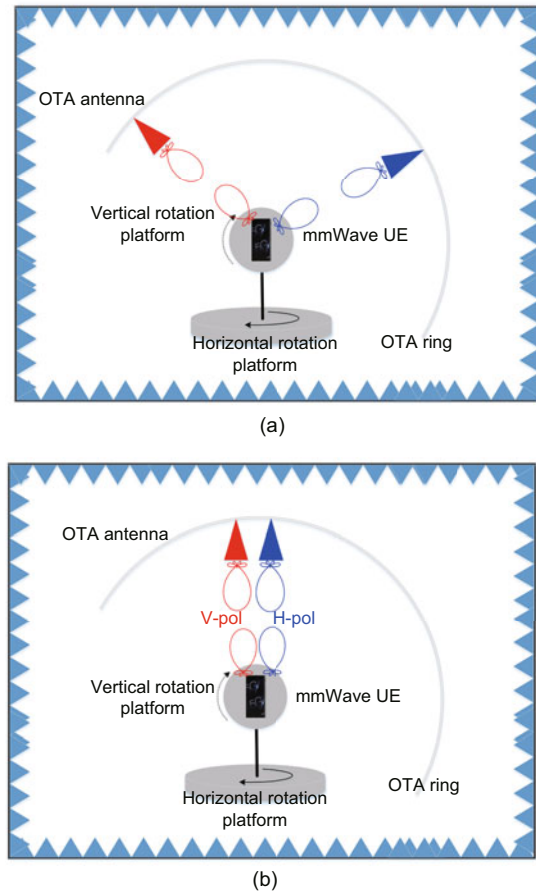 OTA antenna
Vertical rotation
platform
mmWave UE
Horizontal rotation
platform
OTA ring
(a)
OTA antenna
V-pol
H-pol
Vertical rotation
platform
mmWave UE
Horizontal rotation
platform
OTA ring
(b)